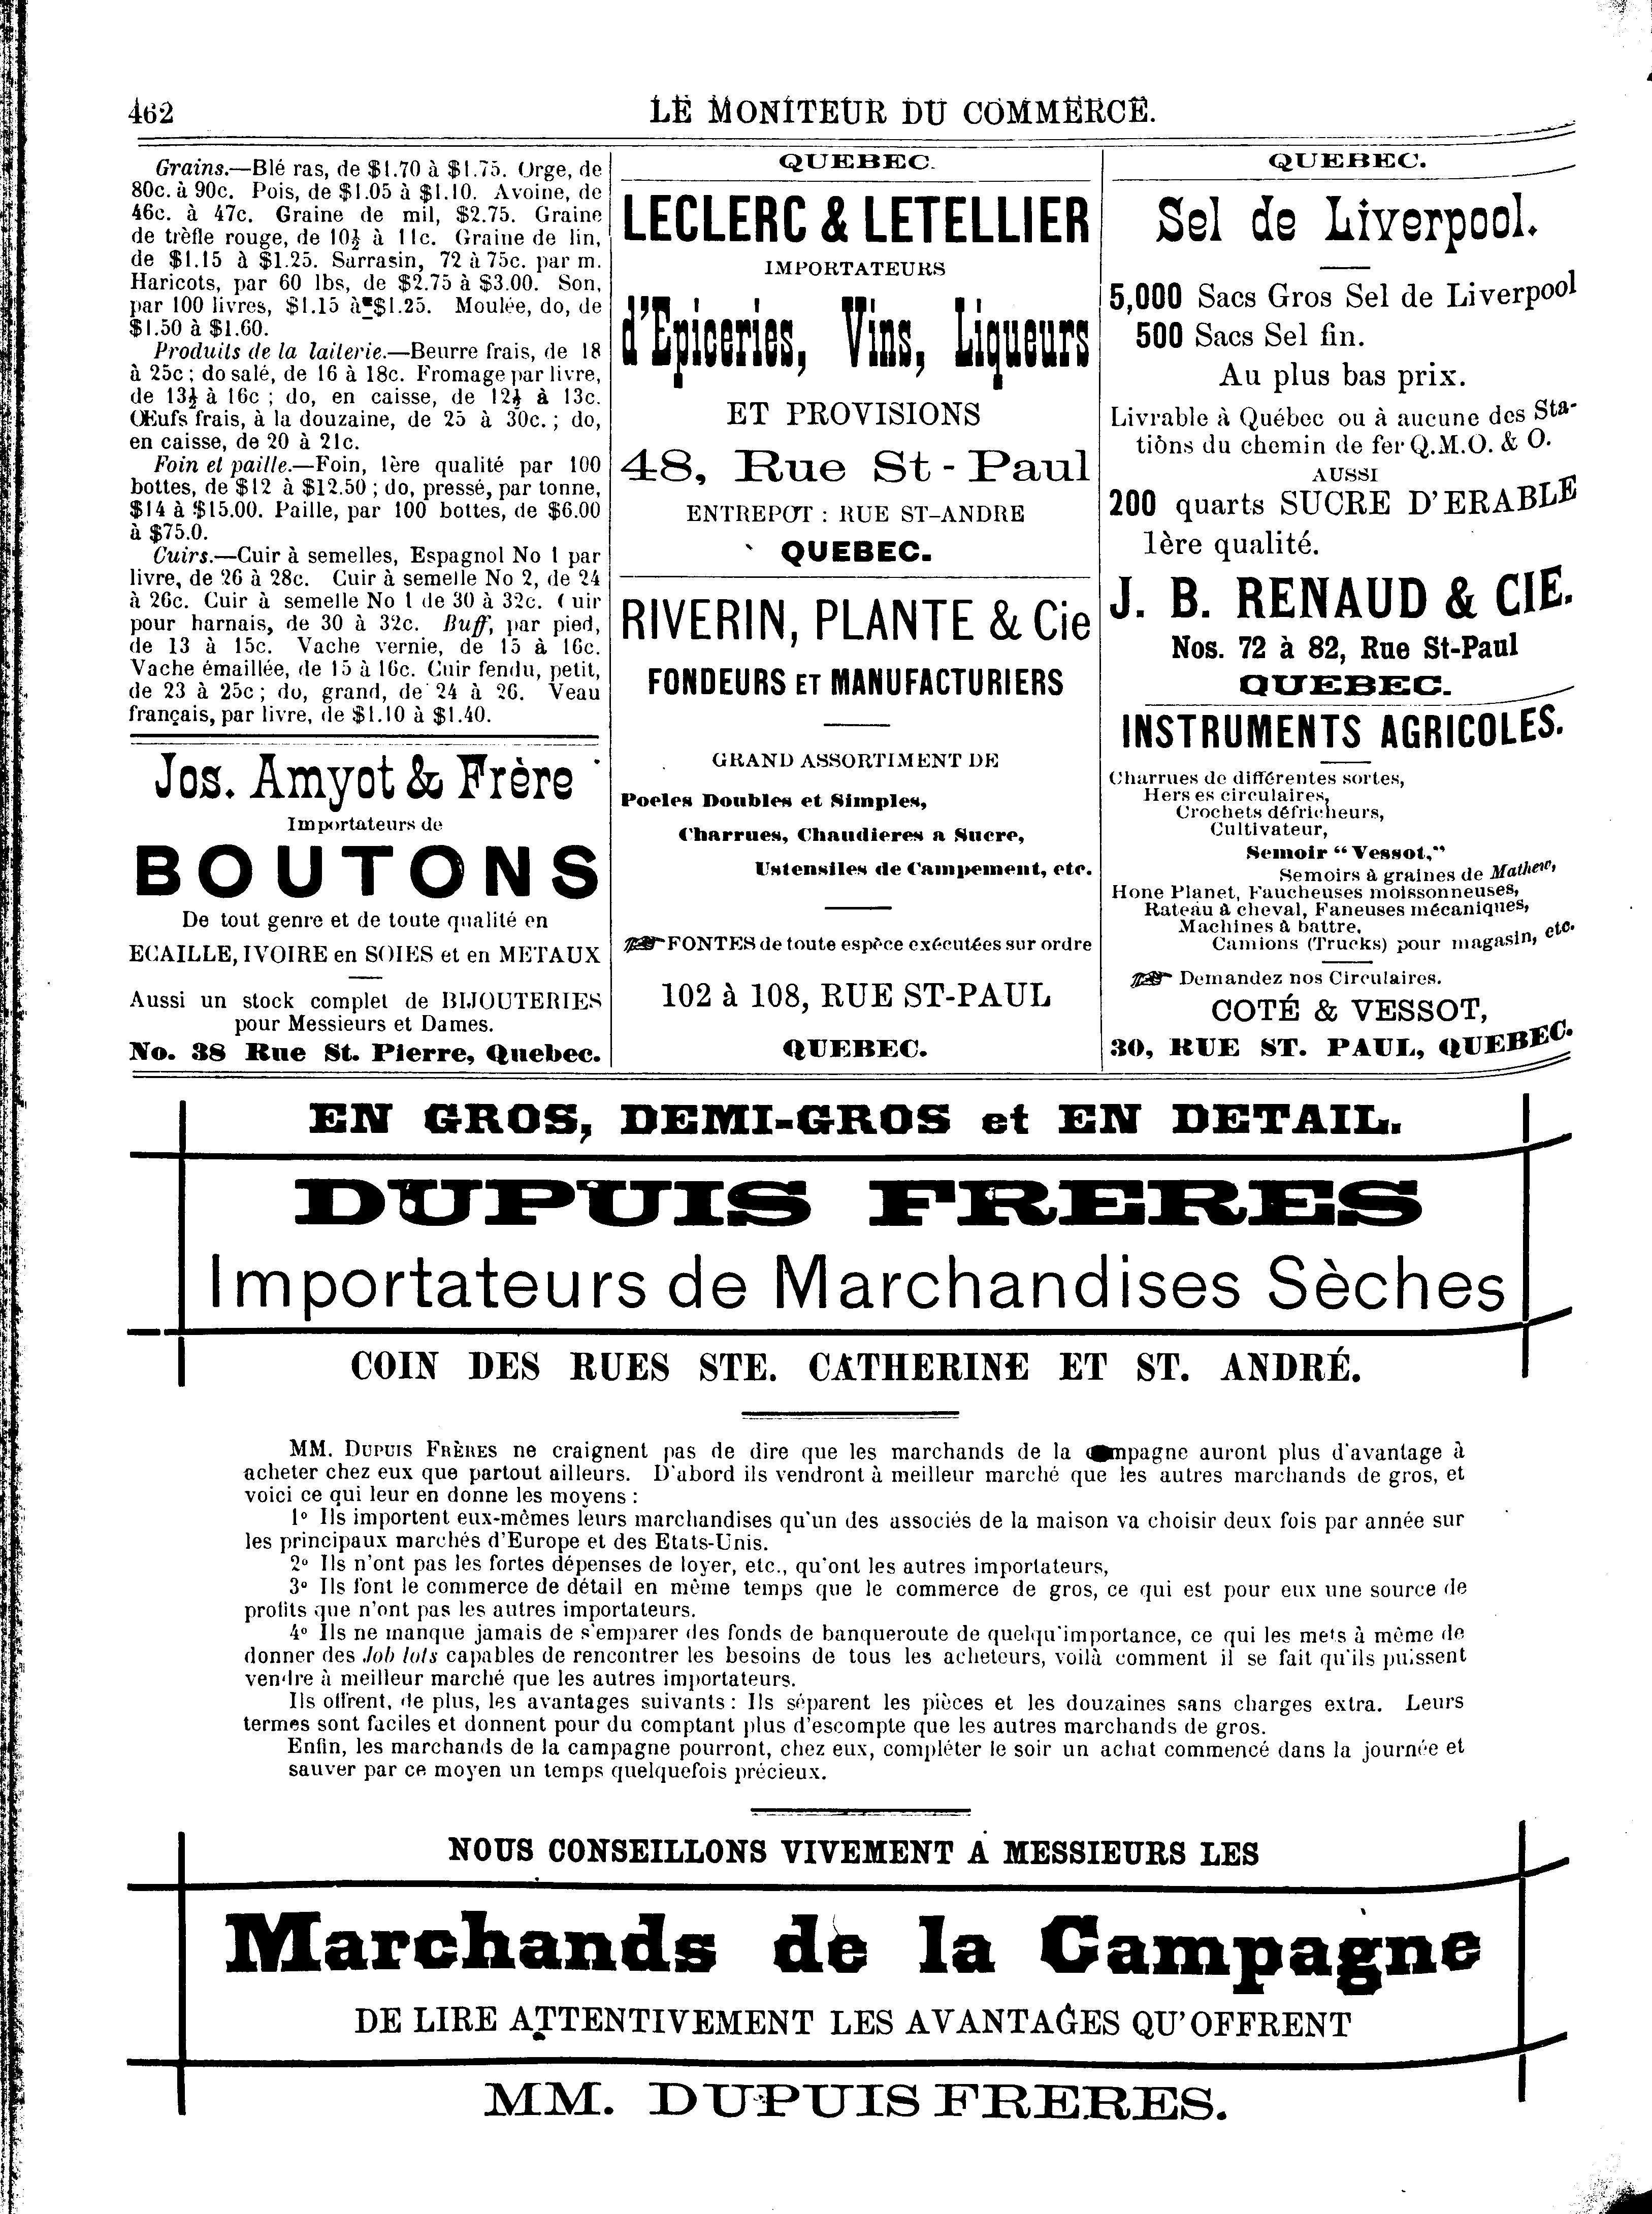 462
LE MONITEUR DU COMMERCE.
Grains.—Blé ras, de $1.70 à $1.75. Orge, de
80c. à 90c. Pois, de $1.05 à $1.10. Avoine, de
46c. à 47c. Graine de mil, $2.75. Graine
de trèfle rouge, de 10½ à 11c. Graine de lin,
de $1.15 à $1.25. Sarrasin, 72 à 75c. par m.
Haricots, par 60 lbs, de $2.75 à $3.00. Son,
par 100 livres, $1.15 à $1.25. Moulée, do, de
$1.50 à $1.60.
Produits de la laiterie.—Beurre frais, de 18
à 25c ; do salé, de 16 à 18c. Fromage par livre,
de 13½ à 16c ; do, en caisse, de 12½ à 13c.
Œufs frais, à la douzaine, de 25 à 30c. ; do,
en caisse, de 20 à 21c.
Foin et paille.—Foin, 1ère qualité par 100
bottes, de $12 à $12.50 ; do, pressé, par tonne,
$14 à $15.00. Paille, par 100 bottes, de $6.00
à $75.0.
Cuirs.—Cuir à semelles, Espagnol No 1 par
livre, de 26 à 28c. Cuir à semelle No 2, de 24
à 26c. Cuir à semelle No 1 de 30 à 32c. Cuir
pour harnais, de 30 à 32c. Buff, par pied,
de 13 à 15c. Vache vernie, de 15 à 16c.
Vache émaillée, de 15 à 16c. Cuir fendu, petit,
de 23 à 25c ; do, grand, de 24 à 26. Veau
français, par livre, de $1.10 à $1.40.
Jos. Amyot & Frère
Importateurs de
BOUTONS
De tout genre et de toute qualité en
ECAILLE, IVOIRE en SOIES et en METAUX
Aussi un stock complet de BIJOUTERIES
pour Messieurs et Dames.
No. 38 Rue St. Pierre, Quebec.
QUEBEC.
LECLERC & LETELLIER
IMPORTATEURS
d'Epiceries, Vins, Liqueurs
ET PROVISIONS
48, Rue St-Paul
ENTREPOT : RUE ST-ANDRE
QUEBEC.
RIVERIN, PLANTE & Cie
FONDEURS ET MANUFACTURIERS
GRAND ASSORTIMENT DE
Poeles Doubles et Simples,
Charrues, Chaudieres a Sucre,
Ustensiles de Campement, etc.
FONTES de toute espèce exécutées sur ordre
102 à 108, RUE ST-PAUL
QUEBEC.
QUEBEC.
Sel de Liverpool.
5,000 Sacs Gros Sel de Liverpool
500 Sacs Sel fin.
Au plus bas prix.
Livrable à Québec ou à aucune des Sta-
tions du chemin de fer Q.M.O. & O.
AUSSI
200 quarts SUCRE D'ERABLE
1ère qualité.
J. B. RENAUD & CIE.
Nos. 72 à 82, Rue St-Paul
QUEBEC.
INSTRUMENTS AGRICOLES.
Charrues de différentes sortes,
Hers es circulaires,
Crochets défricheurs,
Cultivateur,
Semoir “ Vessot,”
Semoirs à graines de Mathew,
Hone Planet, Faucheuses moissonneuses,
Rateau à cheval, Faneuses mécaniques,
Machines à battre,
Camions (Trucks) pour magasin, etc.
Demandez nos Circulaires.
COTÉ & VESSOT,
30, RUE ST. PAUL, QUEBEC.
EN GROS, DEMI-GROS et EN DETAIL.
DUPUIS FRERES
Importateurs de Marchandises Sèches
COIN DES RUES STE. CATHERINE ET ST. ANDRÉ.
MM. DUPUIS FRÈRES ne craignent pas de dire que les marchands de la campagne auront plus d'avantage à
acheter chez eux que partout ailleurs. D'abord ils vendront à meilleur marché que les autres marchands de gros, et
voici ce qui leur en donne les moyens :
1o Ils importent eux-mêmes leurs marchandises qu'un des associés de la maison va choisir deux fois par année sur
les principaux marchés d'Europe et des Etats-Unis.
2o Ils n'ont pas les fortes dépenses de loyer, etc., qu'ont les autres importateurs,
3o Ils font le commerce de détail en même temps que le commerce de gros, ce qui est pour eux une source de
profits que n'ont pas les autres importateurs.
4o Ils ne manque jamais de s'emparer des fonds de banqueroute de quelqu'importance, ce qui les mets à même de
donner des Job lots capables de rencontrer les besoins de tous les acheteurs, voilà comment il se fait qu'ils puissent
vendre à meilleur marché que les autres importateurs.
Ils offrent, de plus, les avantages suivants : Ils séparent les pièces et les douzaines sans charges extra. Leurs
termes sont faciles et donnent pour du comptant plus d'escompte que les autres marchands de gros.
Enfin, les marchands de la campagne pourront, chez eux, compléter le soir un achat commencé dans la journée et
sauver par ce moyen un temps quelquefois précieux.
NOUS CONSEILLONS VIVEMENT A MESSIEURS LES
Marchands de la Campagne
DE LIRE ATTENTIVEMENT LES AVANTAGES QU'OFFRENT
MM. DUPUIS FRERES.